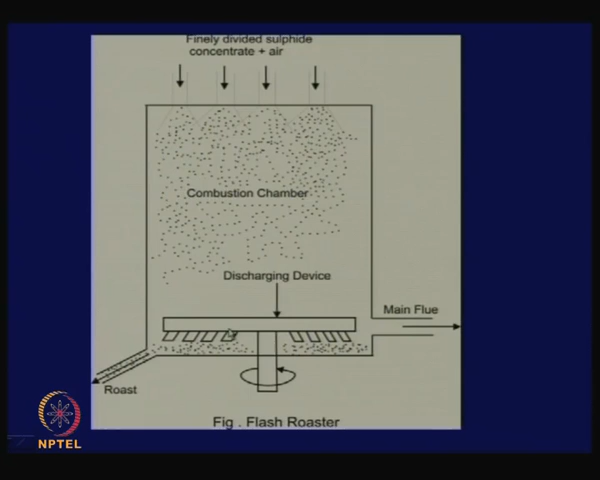 Finely divided sulphide
concentrate + air
Combustion Chamber
Discharging Device
Main Flue
Roast
Fig . Flash Roaster
NPTEL